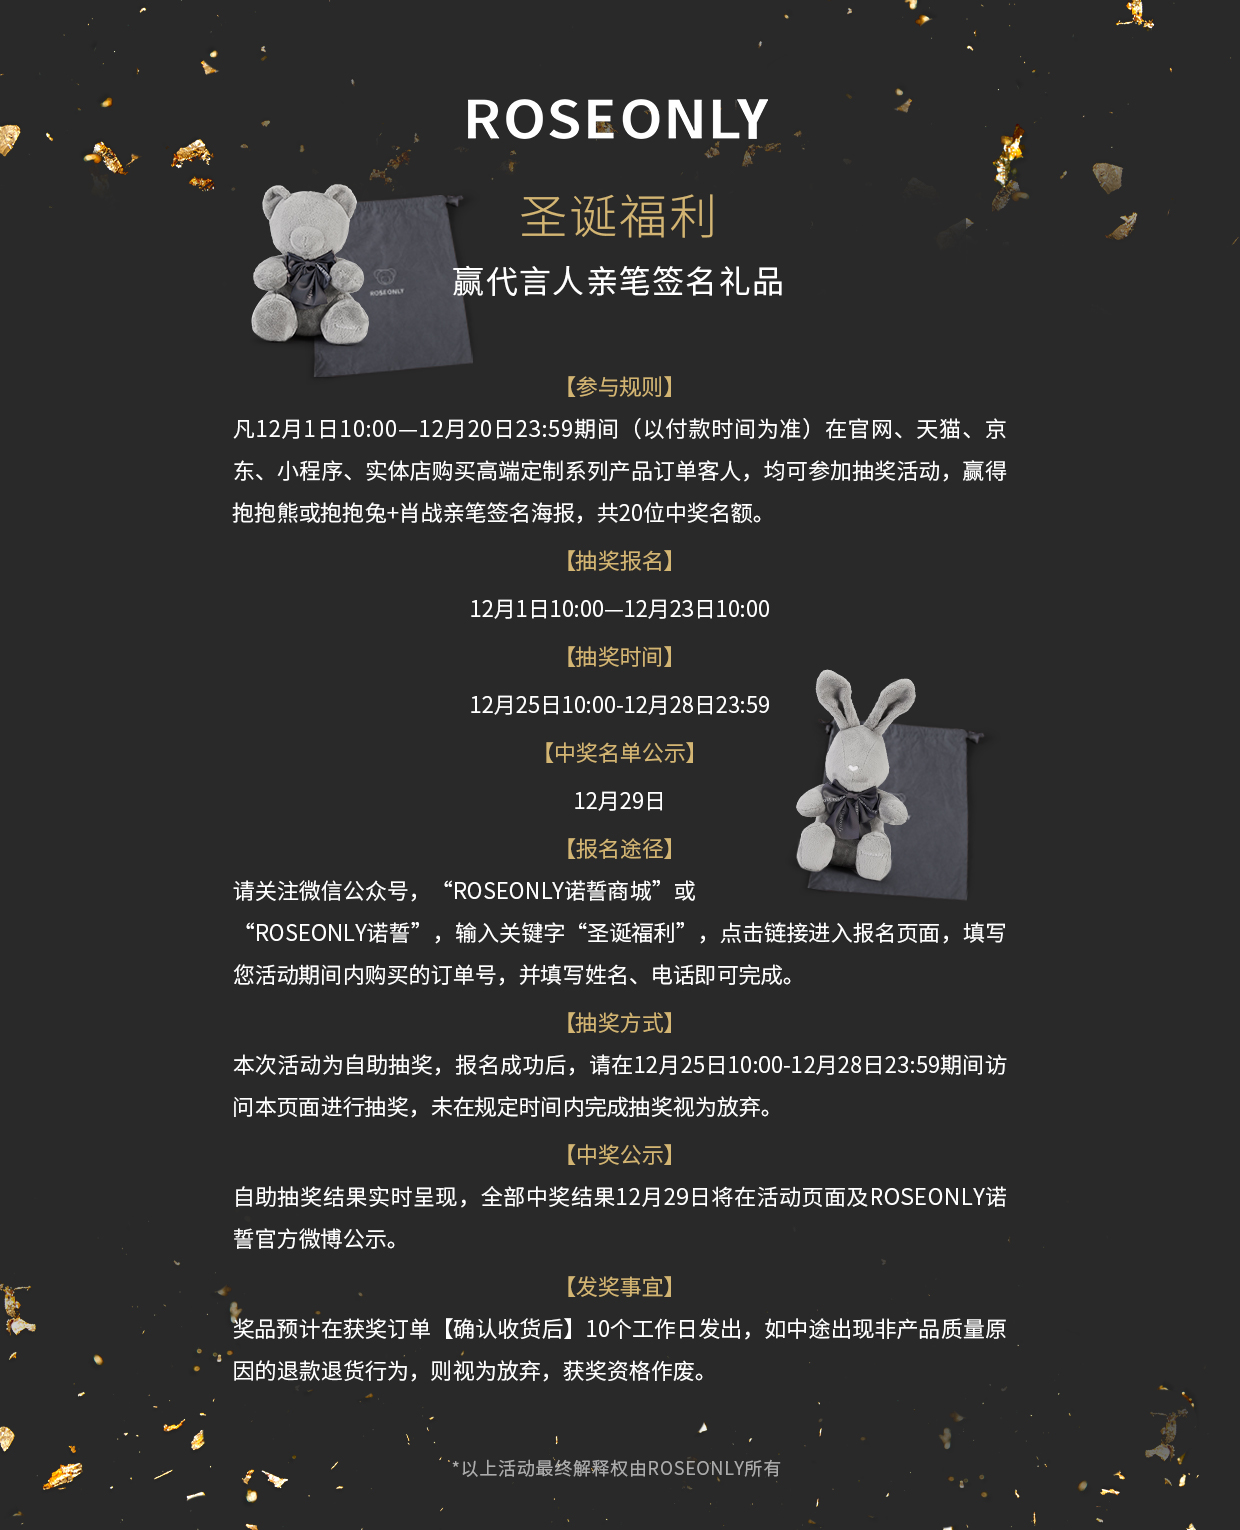 ROSEONLY
圣诞福利
ROSEONLY
赢代言人亲笔签名礼品
【参与规则】
凡12月1日10:00—12月20日23:59期间（以付款时间为准）在官网、天猫、京
东、小程序、实体店购买高端定制系列产品订单客人，均可参加抽奖活动，赢得
抱抱熊或抱抱兔+肖战亲笔签名海报，共20位中奖名额。
【抽奖报名】
12月1日10:00—12月23日10:00
【抽奖时间】
12月25日10:00-12月28日23:59
【中奖名单公示】
12月29日
【报名途径】
请关注微信公众号，“ROSEONLY诺誓商城”或
“ROSEONLY诺誓”，输入关键字“圣诞福利”，点击链接进入报名页面，填写
您活动期间内购买的订单号，并填写姓名、电话即可完成。
【抽奖方式】
本次活动为自助抽奖，报名成功后，请在12月25日10:00-12月28日23:59期间访
问本页面进行抽奖，未在规定时间内完成抽奖视为放弃。
【中奖公示】
自助抽奖结果实时呈现，全部中奖结果12月29日将在活动页面及ROSEONLY诺
誓官方微博公示。
【发奖事宜】
奖品预计在获奖订单【确认收货后】10个工作日发出，如中途出现非产品质量原
因的退款退货行为，则视为放弃，获奖资格作废。
*以上活动最终解释权由ROSEONLY所有